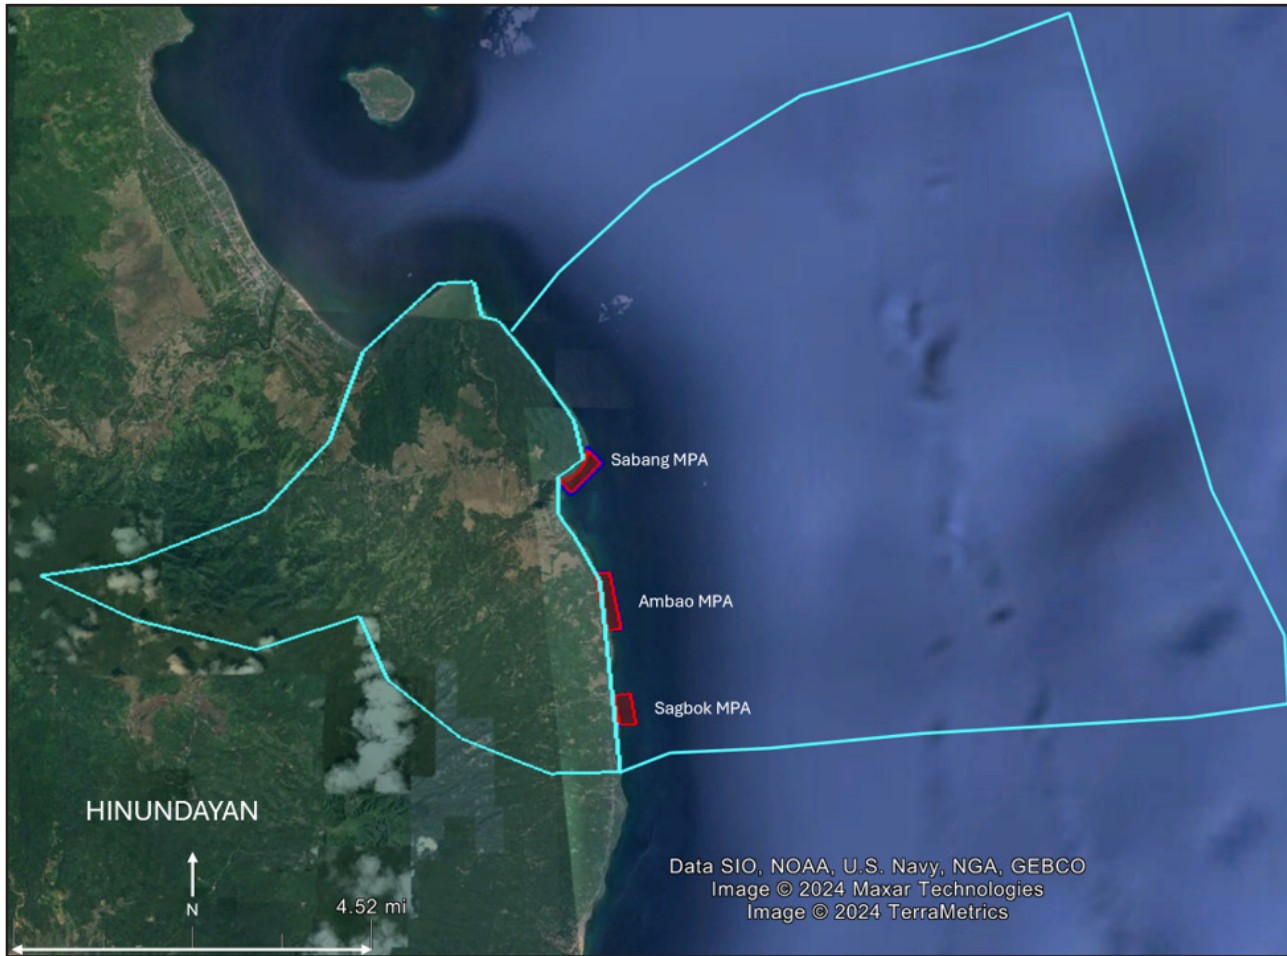 Sabang MPA
Ambao MPA
Sagbok MPA
HINUNDAYAN
N
4.52 mi
Data SIO, NOAA, U.S. Navy, NGA, GEBCO
Image © 2024 Maxar Technologies
Image © 2024 TerraMetrics